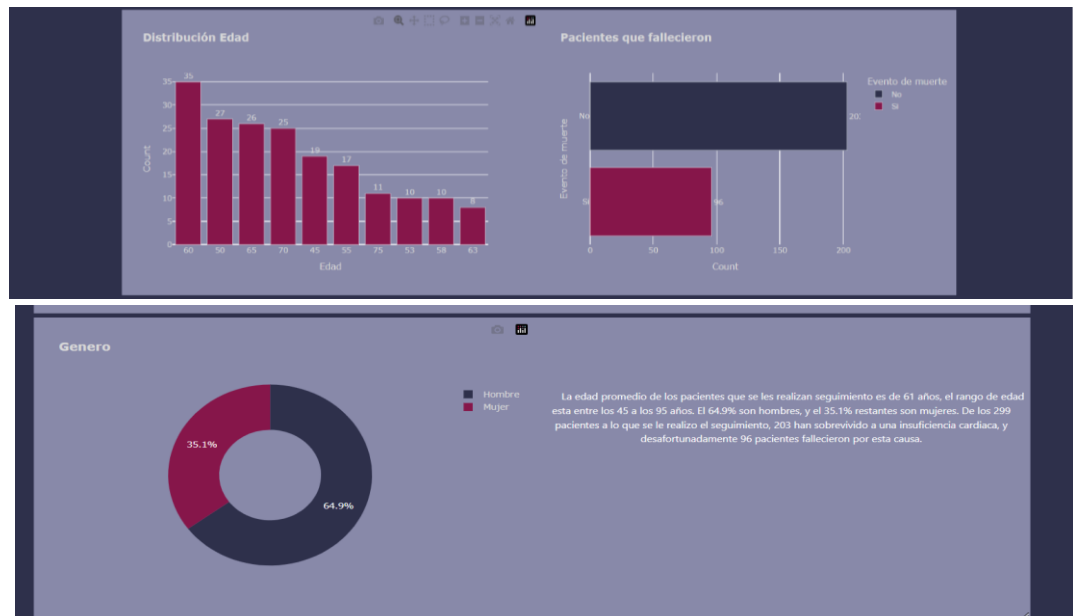 Distribución Edad
Pacientes que fallecieron
35
30
25
20
15
10
5
0
Count
35
27
26
25
19
17
11
10
10
8
60 50 65 70 45 55 75 53 58 63
Edad
Evento de muerte
No
Si
20
96
0 50 100 150 200
Count
Evento de muerte
No
Si
Genero
35.1%
64.9%
Hombre
Mujer
La edad promedio de los pacientes que se les realizan seguimiento es de 61 años, el rango de edad
esta entre los 45 a los 95 años. El 64.9% son hombres, y el 35.1% restantes son mujeres. De los 299
pacientes a lo que se le realizo el seguimiento, 203 han sobrevivido a una insuficiencia cardiaca, y
desafortunadamente 96 pacientes fallecieron por esta causa.